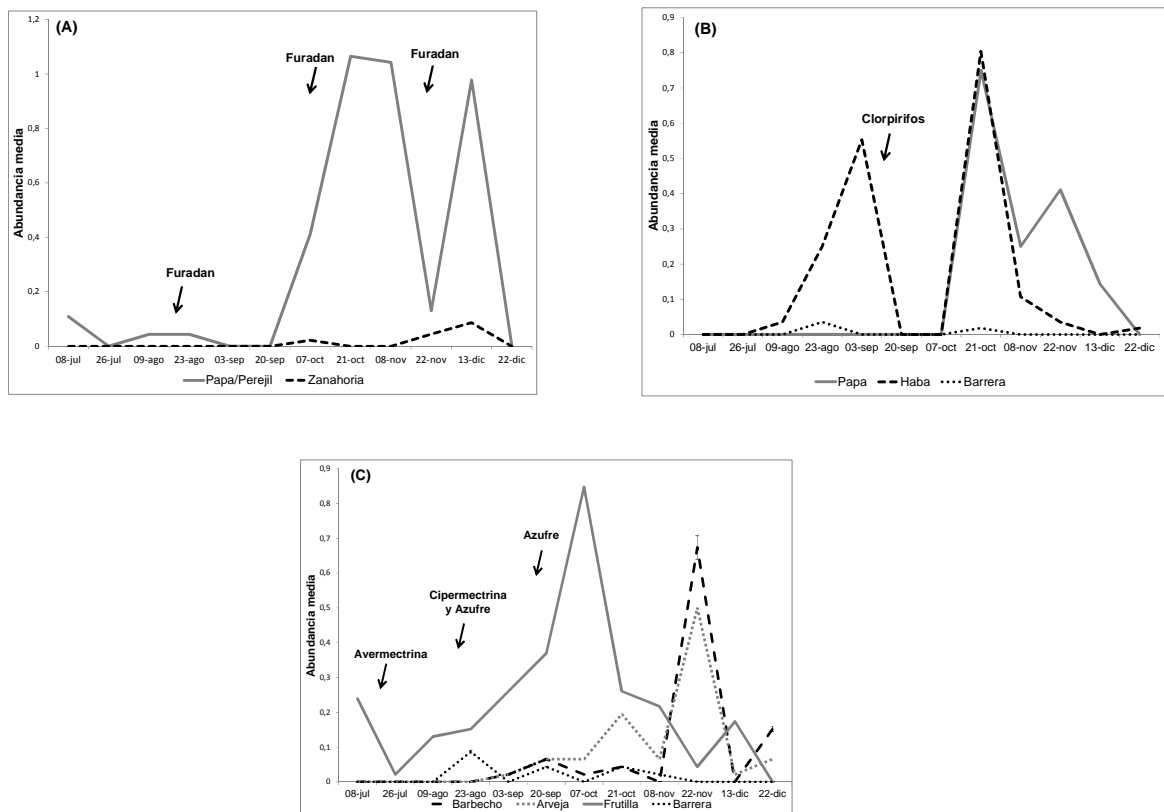 (A)
Abundancia media
1,2
1
0,8
0,6
0,4
0,2
0
Furadan
Furadan
Furadan
08-jul 26-jul 09-ago 23-ago 03-sep 20-sep 07-oct 21-oct 08-nov 22-nov 13-dic 22-dic
Papa/Perejil Zanahoria
(B)
Abundancia media
0,9
0,8
0,7
0,6
0,5
0,4
0,3
0,2
0,1
0
Clorpirifos
08-jul 26-jul 09-ago 23-ago 03-sep 20-sep 07-oct 21-oct 08-nov 22-nov 13-dic 22-dic
Papa Haba Barrera
(C)
Abundancia media
0,9
0,8
0,7
0,6
0,5
0,4
0,3
0,2
0,1
0
Azufre
Cipermectrina
y Azufre
Avermectrina
08-jul 26-jul 09-ago 23-ago 03-sep 20-sep 07-oct 21-oct 08-nov 22-nov 13-dic 22-dic
Barbecho Arveja Frutilla Barrera